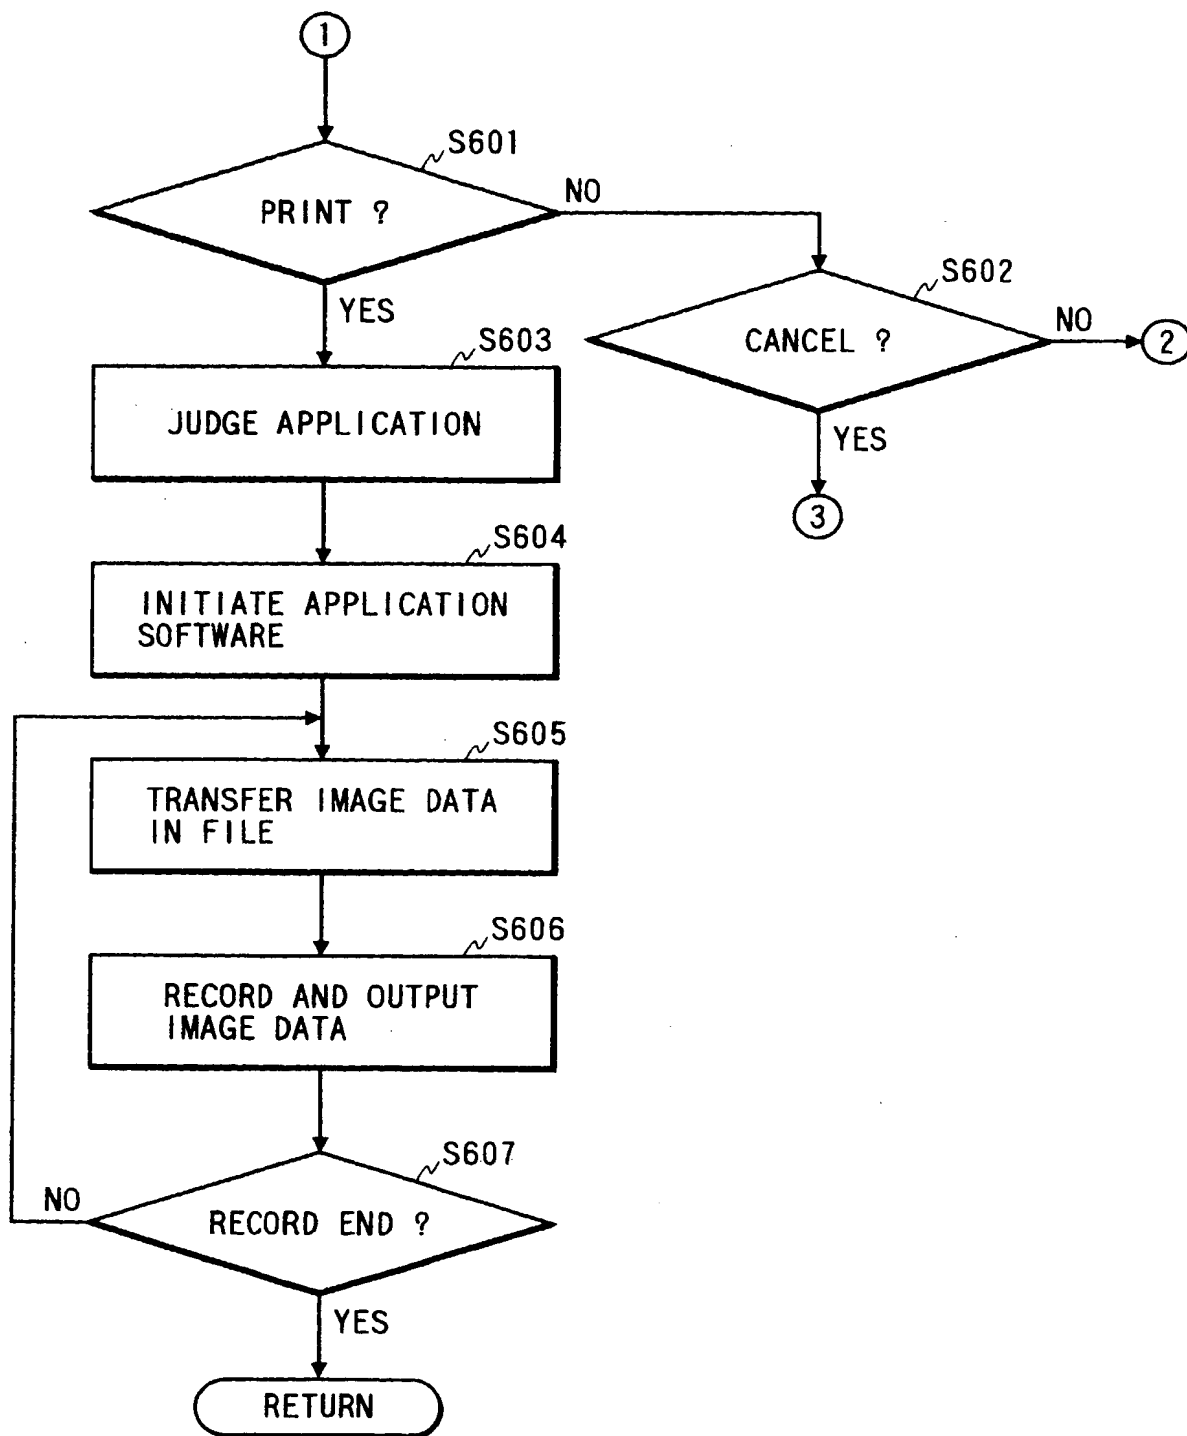 1
S601
PRINT ?
NO
YES
S602
CANCEL ?
NO
2
YES
3
S603
JUDGE APPLICATION
S604
INITIATE APPLICATION
SOFTWARE
S605
TRANSFER IMAGE DATA
IN FILE
S606
RECORD AND OUTPUT
IMAGE DATA
S607
RECORD END ?
NO
YES
RETURN